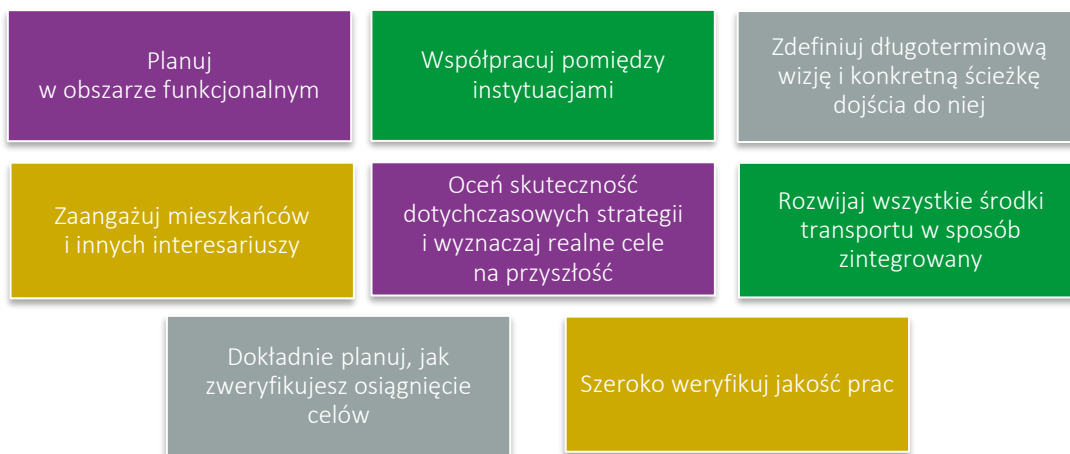 Planuj
w obszarze funkcjonalnym
Współpracuj pomiędzy
instytuacjami
Zdefiniuj długoterminową
wizję i konkretną ścieżkę
dojścia do niej
Zaangażuj mieszkańców
i innych interesariuszy
Oceń skuteczność
dotychczasowych strategii
i wyznaczaj realne cele
na przyszłość
Rozwijaj wszystkie środki
transportu w sposób
zintegrowany
Dokładnie planuj, jak
zweryfikujesz osiągnięcie
celów
Szeroko weryfikuj jakość prac